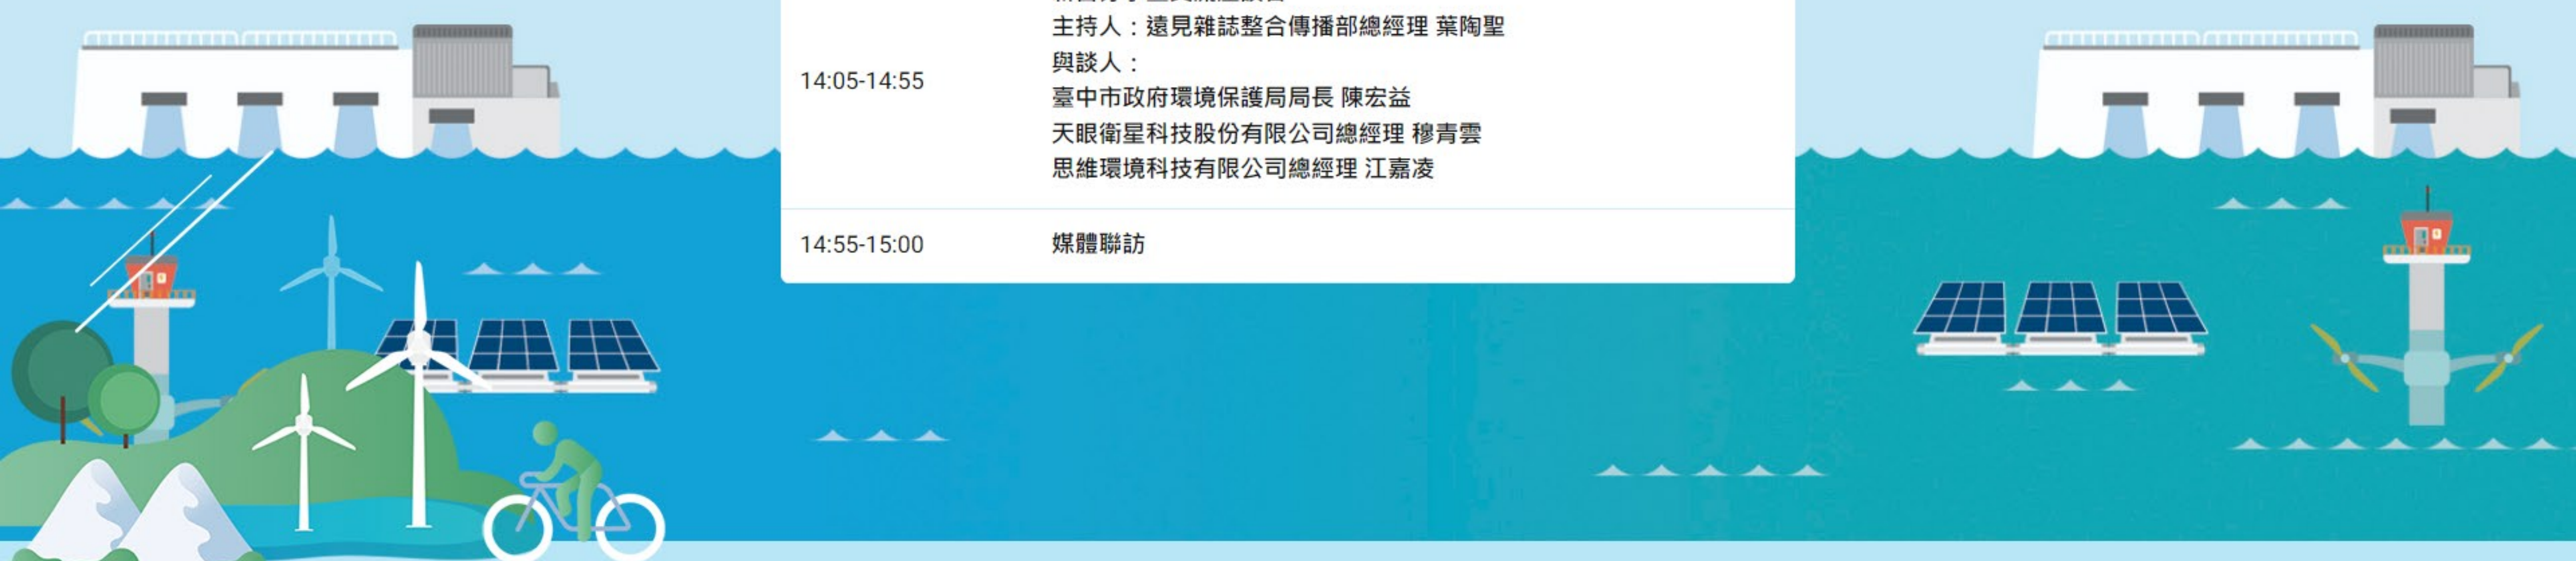 主持人：遠見雜誌整合傳播部總經理 葉陶聖
14:05-14:55
與談人：
臺中市政府環境保護局局長 陳宏益
天眼衛星科技股份有限公司總經理 穆青雲
思維環境科技有限公司總經理 江嘉凌
14:55-15:00
媒體聯訪